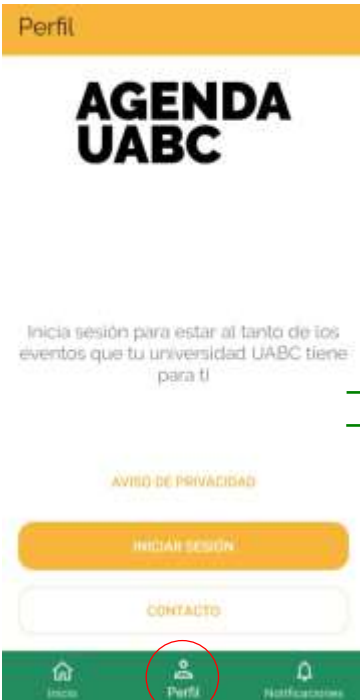 Perfil
AGENDA
UABC
Inicia sesión para estar al tanto de los
eventos que tu universidad UABC tiene
para ti
AVISO DE PRIVACIDAD
INICIAR SESIÓN
CONTACTO
Inicio
Perfil
Notificaciones